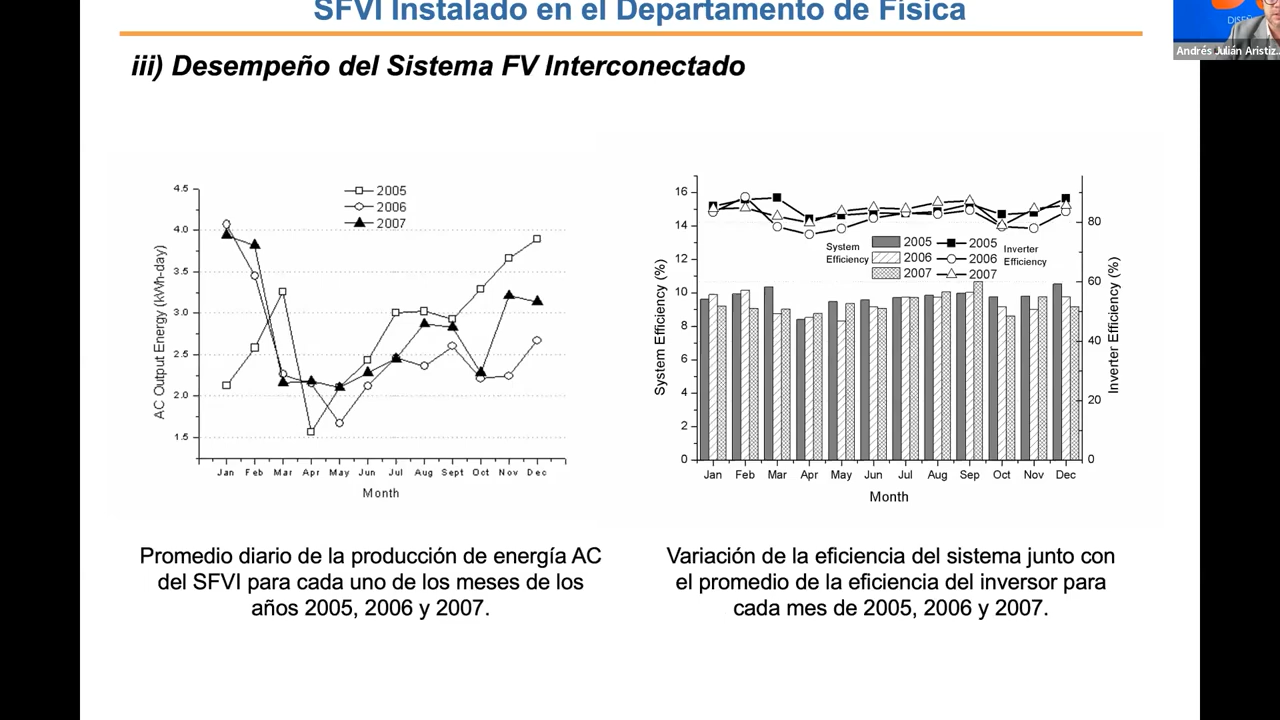 SFVI Instalado en el Departamento de Física
DISEÑ
Andrés Julián Aristiz...
iii) Desempeño del Sistema FV Interconectado
4.5
4.0
3.5
3.0
2.5
2.0
1.5
AC Output Energy (kWh-day)
2005
2006
2007
Jan Feb Mar Apr May Jun Jul Aug Sept Oct Nov Dec
Month
16
14
12
10
8
6
4
2
0
System Efficiency (%)
System
Efficiency
2005
2006
2007
2005
2006
2007
Inverter
Efficiency
80
60
40
20
0
Inverter Efficiency (%)
Jan Feb Mar Apr May Jun Jul Aug Sep Oct Nov Dec
Month
Promedio diario de la producción de energía AC
del SFVI para cada uno de los meses de los
años 2005, 2006 y 2007.
Variación de la eficiencia del sistema junto con
el promedio de la eficiencia del inversor para
cada mes de 2005, 2006 y 2007.